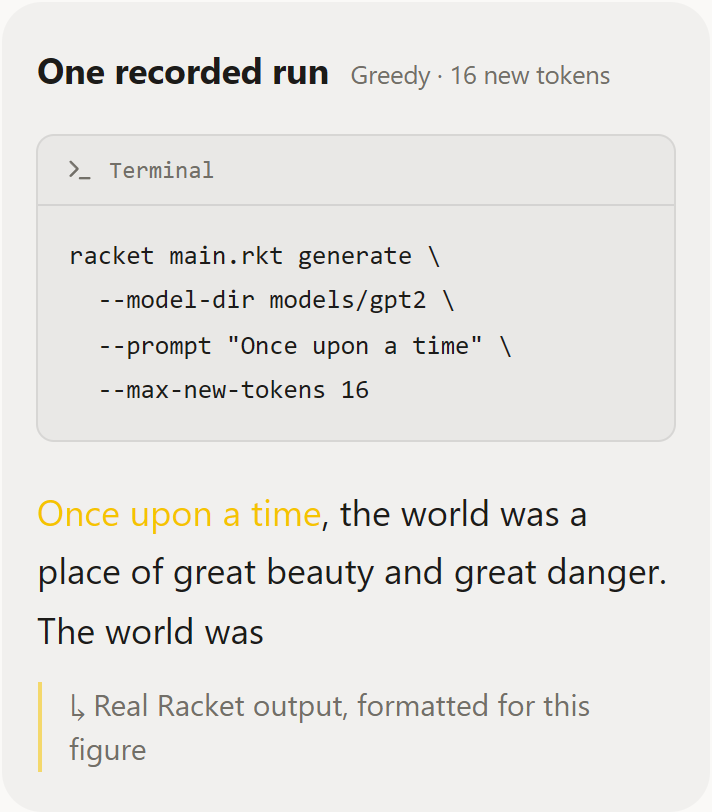 One recorded run Greedy · 16 new tokens
>_ Terminal
racket main.rkt generate \
--model-dir models/gpt2 \
--prompt "Once upon a time" \
--max-new-tokens 16
Once upon a time, the world was a
place of great beauty and great danger.
The world was
↳ Real Racket output, formatted for this
figure